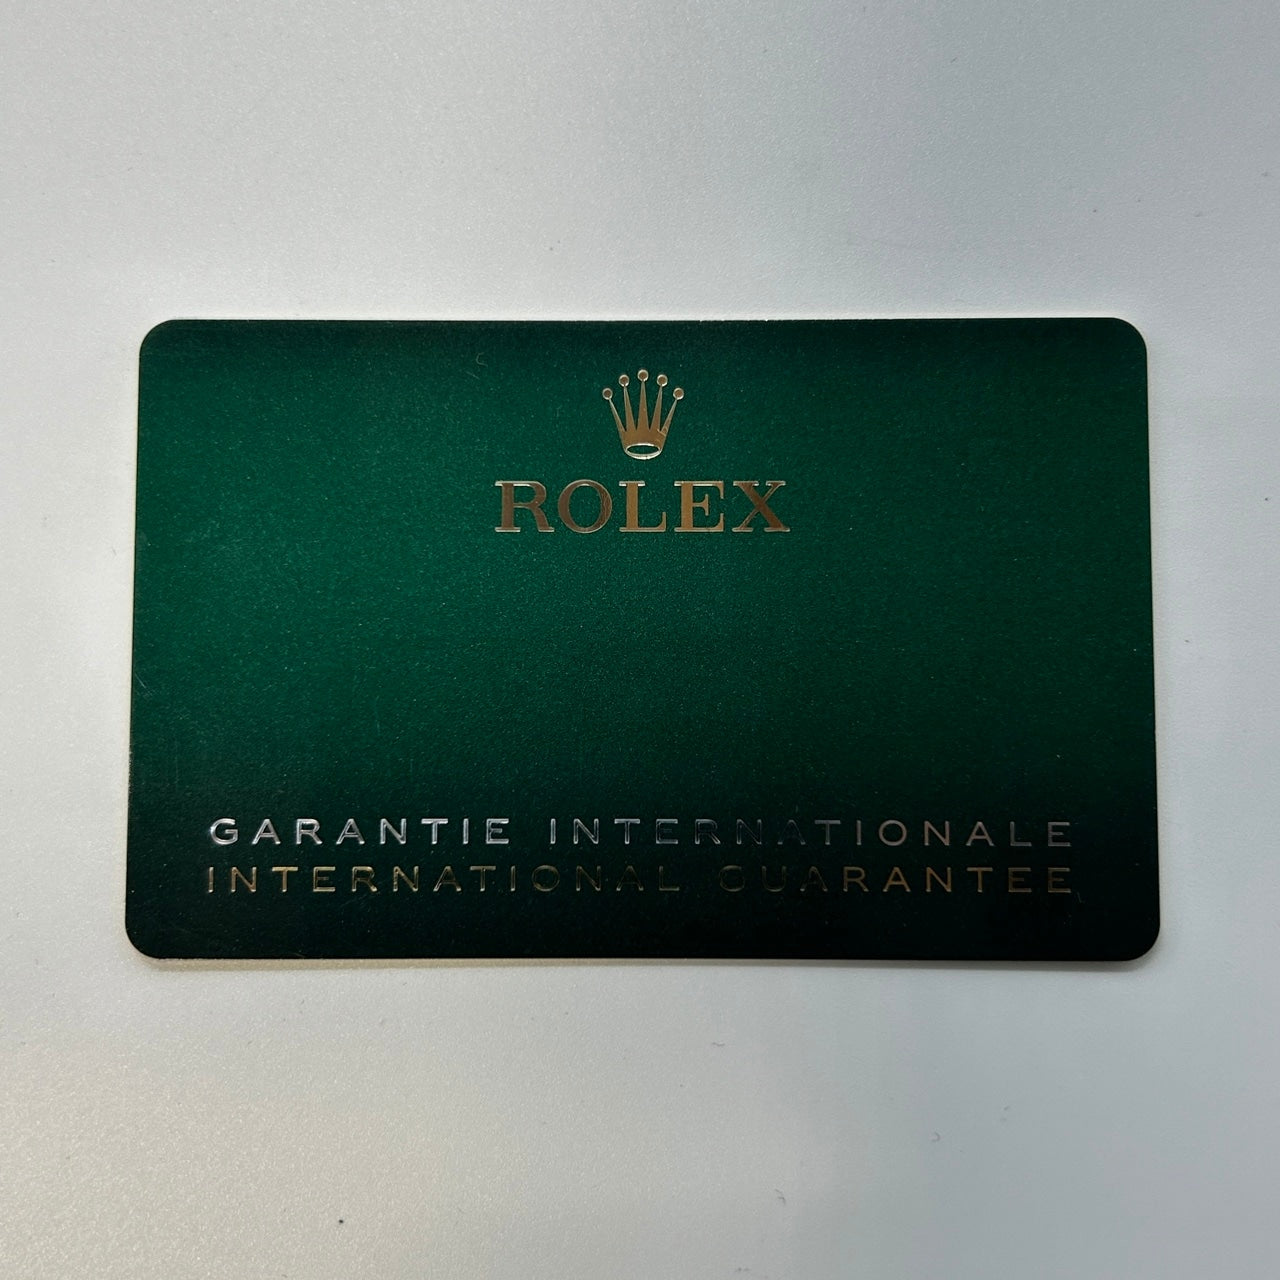 ROLEX
GARANTIE INTERNATIONALE
INTERNATIONAL GUARANTEE